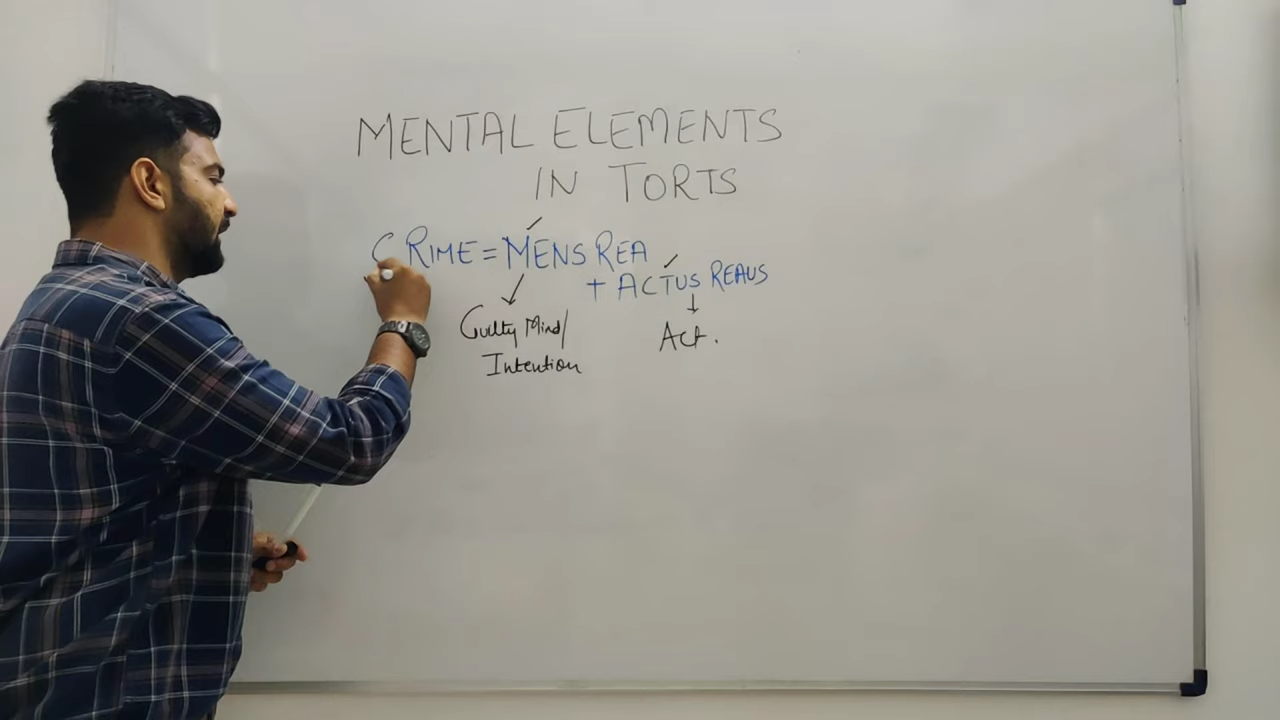 MENTAL ELEMENTS
IN TORTS
CRIME = MENS REA
+ ACTUS REAUS
Guilty Mind/
Intention
Act.